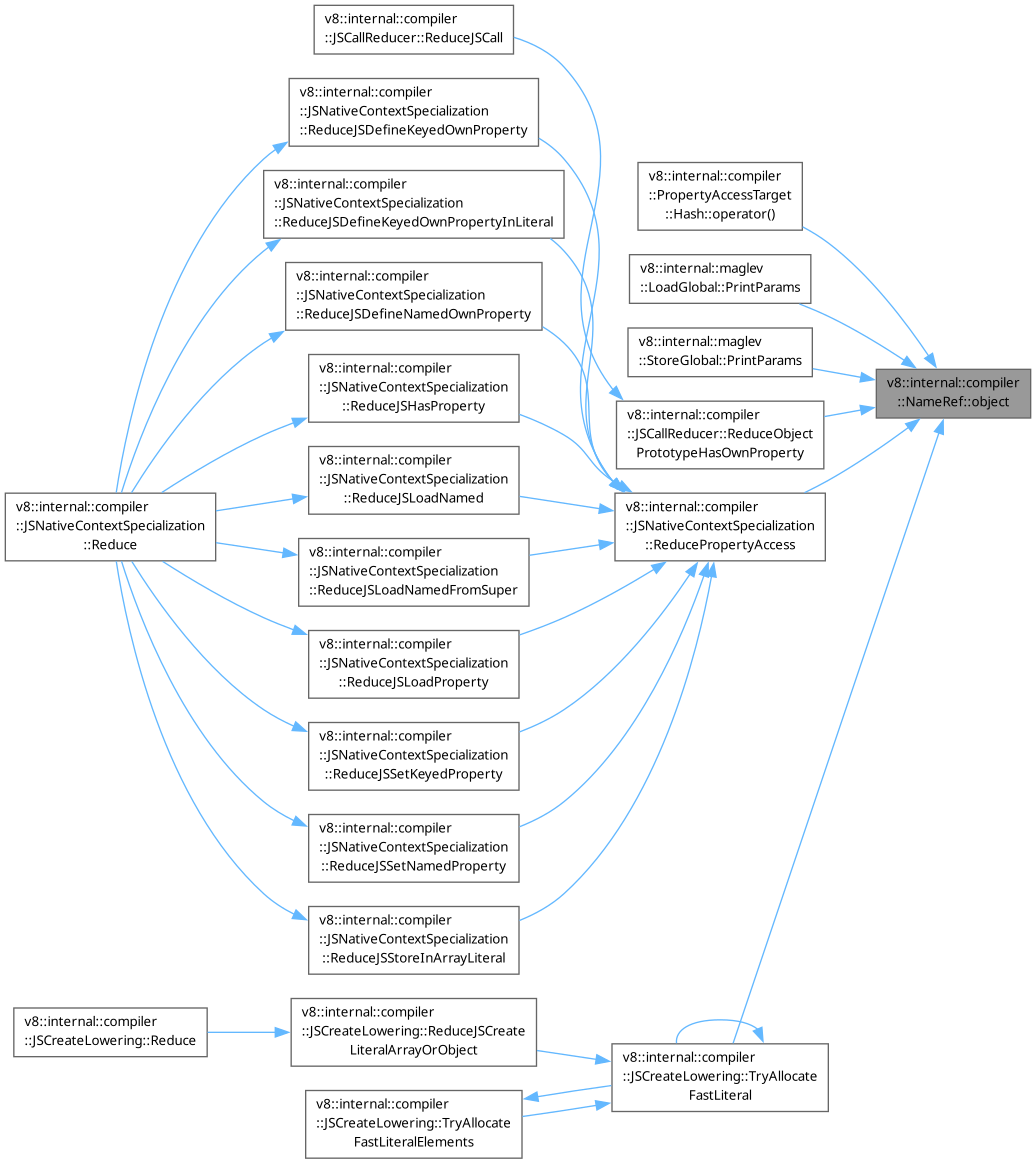 v8::internal::compiler
::JSCallReducer::ReduceJSCall
v8::internal::compiler
::JSNativeContextSpecialization
::ReduceJSDefineKeyedOwnProperty
v8::internal::compiler
::JSNativeContextSpecialization
::ReduceJSDefineKeyedOwnPropertyInLiteral
v8::internal::compiler
::JSNativeContextSpecialization
::ReduceJSDefineNamedOwnProperty
v8::internal::compiler
::JSNativeContextSpecialization
::ReduceJSHasProperty
v8::internal::compiler
::JSNativeContextSpecialization
::ReduceJSLoadNamed
v8::internal::compiler
::JSNativeContextSpecialization
::Reduce
v8::internal::compiler
::JSNativeContextSpecialization
::ReduceJSLoadNamedFromSuper
v8::internal::compiler
::JSNativeContextSpecialization
::ReduceJSLoadProperty
v8::internal::compiler
::JSNativeContextSpecialization
::ReduceJSSetKeyedProperty
v8::internal::compiler
::JSNativeContextSpecialization
::ReduceJSSetNamedProperty
v8::internal::compiler
::JSNativeContextSpecialization
::ReduceJSStoreInArrayLiteral
v8::internal::compiler
::PropertyAccessTarget
::Hash::operator()
v8::internal::maglev
::LoadGlobal::PrintParams
v8::internal::maglev
::StoreGlobal::PrintParams
v8::internal::compiler
::NameRef::object
v8::internal::compiler
::JSCallReducer::ReduceObject
PrototypeHasOwnProperty
v8::internal::compiler
::JSNativeContextSpecialization
::ReducePropertyAccess
v8::internal::compiler
::JSCreateLowering::Reduce
v8::internal::compiler
::JSCreateLowering::ReduceJSCreate
LiteralArrayOrObject
v8::internal::compiler
::JSCreateLowering::TryAllocate
FastLiteral
v8::internal::compiler
::JSCreateLowering::TryAllocate
FastLiteralElements